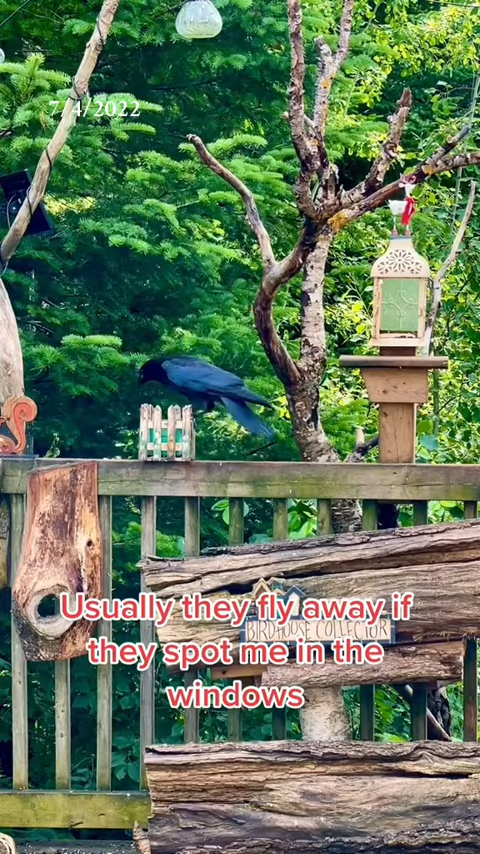 7/4/2022
Usually they fly away if
BIRDHOUSE COLLECTOR
they spot me in the
windows